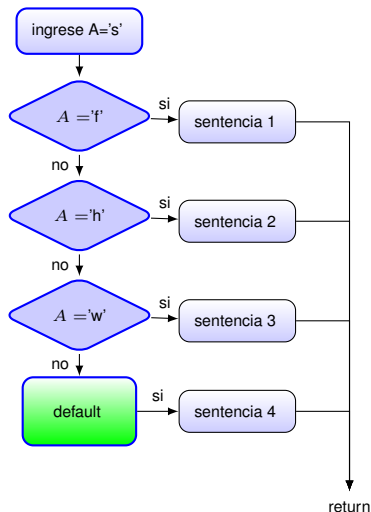 ingrese A='s'
A ='f'
si
sentencia 1
no
A ='h'
si
sentencia 2
no
A ='w'
si
sentencia 3
no
default
si
sentencia 4
return